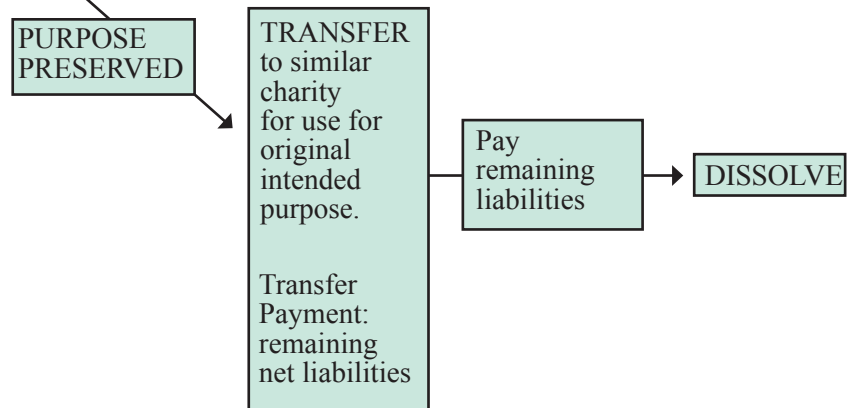 PURPOSE
PRESERVED
TRANSFER
to similar
charity
for use for
original
intended
purpose.
Transfer
Payment:
remaining
net liabilities
Pay
remaining
liabilities
DISSOLVE